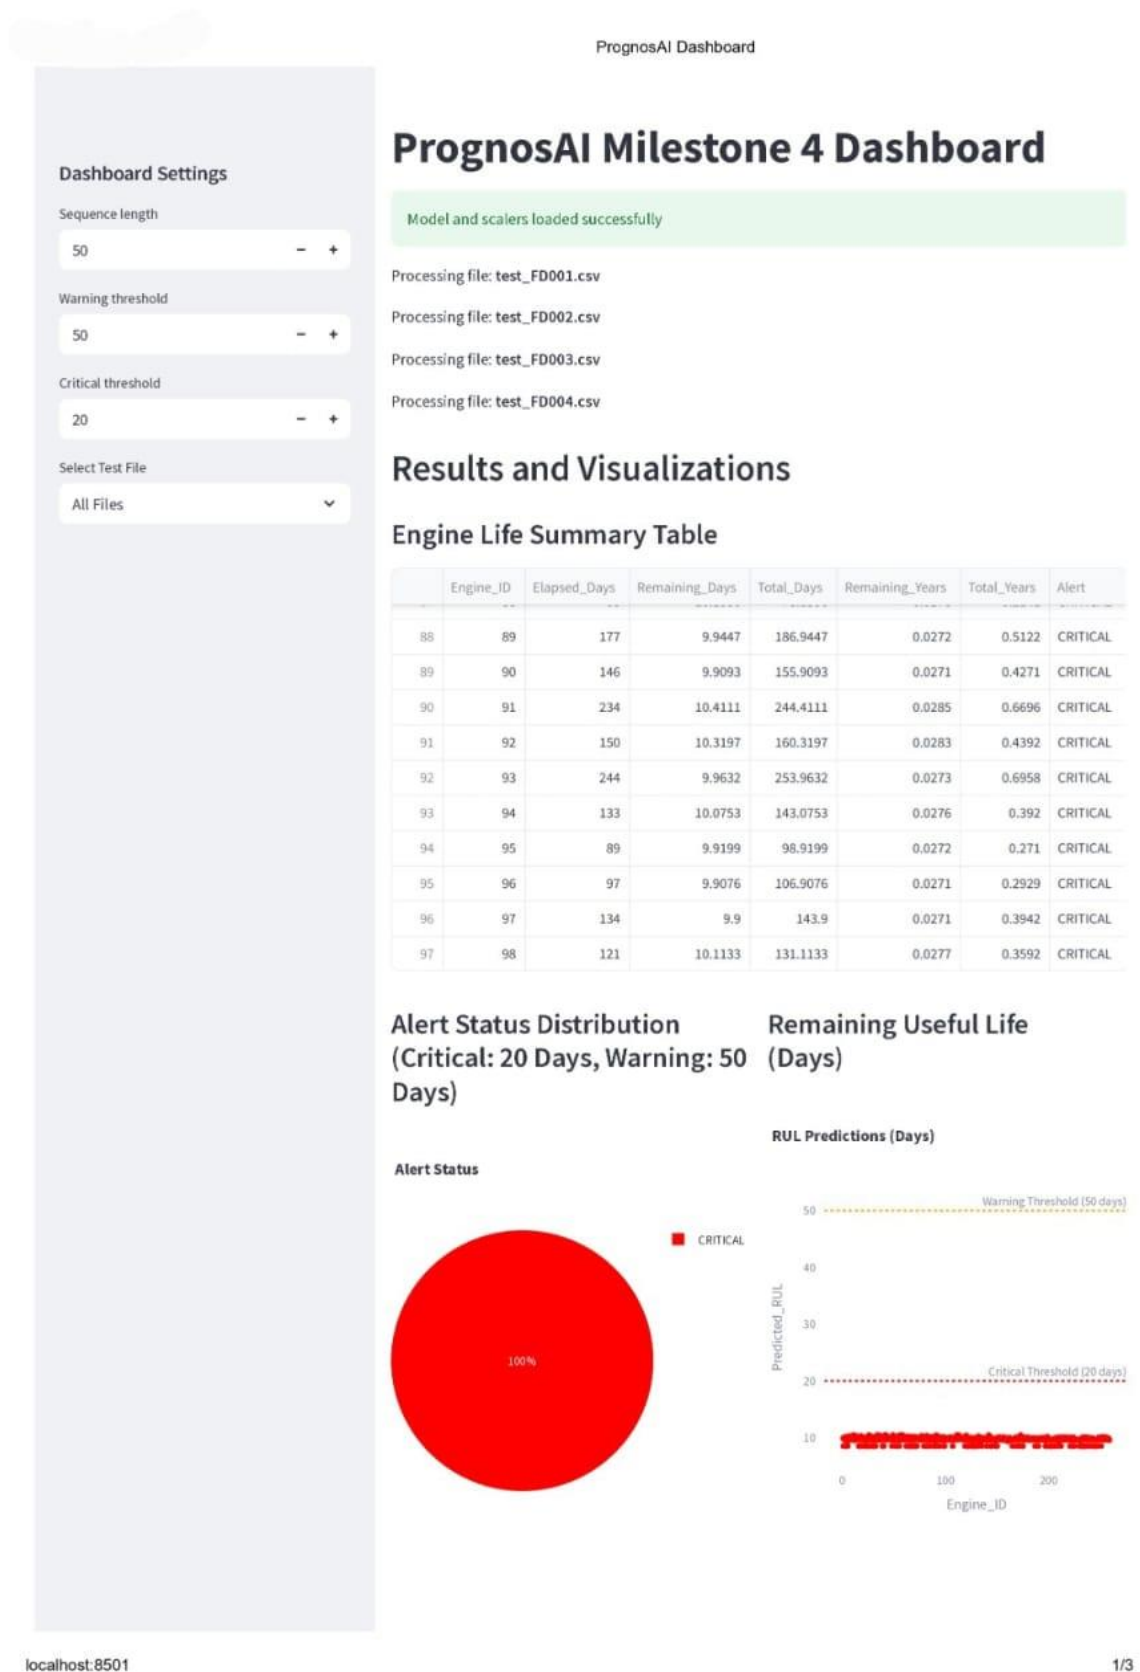 PrognosAI Dashboard
Dashboard Settings
Sequence length
50 − +
Warning threshold
50 − +
Critical threshold
20 − +
Select Test File
All Files
PrognosAI Milestone 4 Dashboard
Model and scalers loaded successfully
Processing file: test_FD001.csv
Processing file: test_FD002.csv
Processing file: test_FD003.csv
Processing file: test_FD004.csv
Results and Visualizations
Engine Life Summary Table
Engine_ID Elapsed_Days Remaining_Days Total_Days Remaining_Years Total_Years Alert
88 89 177 9.9447 186.9447 0.0272 0.5122 CRITICAL
89 90 146 9.9093 155.9093 0.0271 0.4271 CRITICAL
90 91 234 10.4111 244.4111 0.0285 0.6696 CRITICAL
91 92 150 10.3197 160.3197 0.0283 0.4392 CRITICAL
92 93 244 9.9632 253.9632 0.0273 0.6958 CRITICAL
93 94 133 10.0753 143.0753 0.0276 0.392 CRITICAL
94 95 89 9.9199 98.9199 0.0272 0.271 CRITICAL
95 96 97 9.9076 106.9076 0.0271 0.2929 CRITICAL
96 97 134 9.9 143.9 0.0271 0.3942 CRITICAL
97 98 121 10.1133 131.1133 0.0277 0.3592 CRITICAL
Alert Status Distribution
(Critical: 20 Days, Warning: 50
Days)
Alert Status
CRITICAL
100%
Remaining Useful Life
(Days)
RUL Predictions (Days)
Warning Threshold (50 days)
50
40
30
Critical Threshold (20 days)
20
10
Predicted_RUL
0 100 200
Engine_ID
localhost:8501
1/3